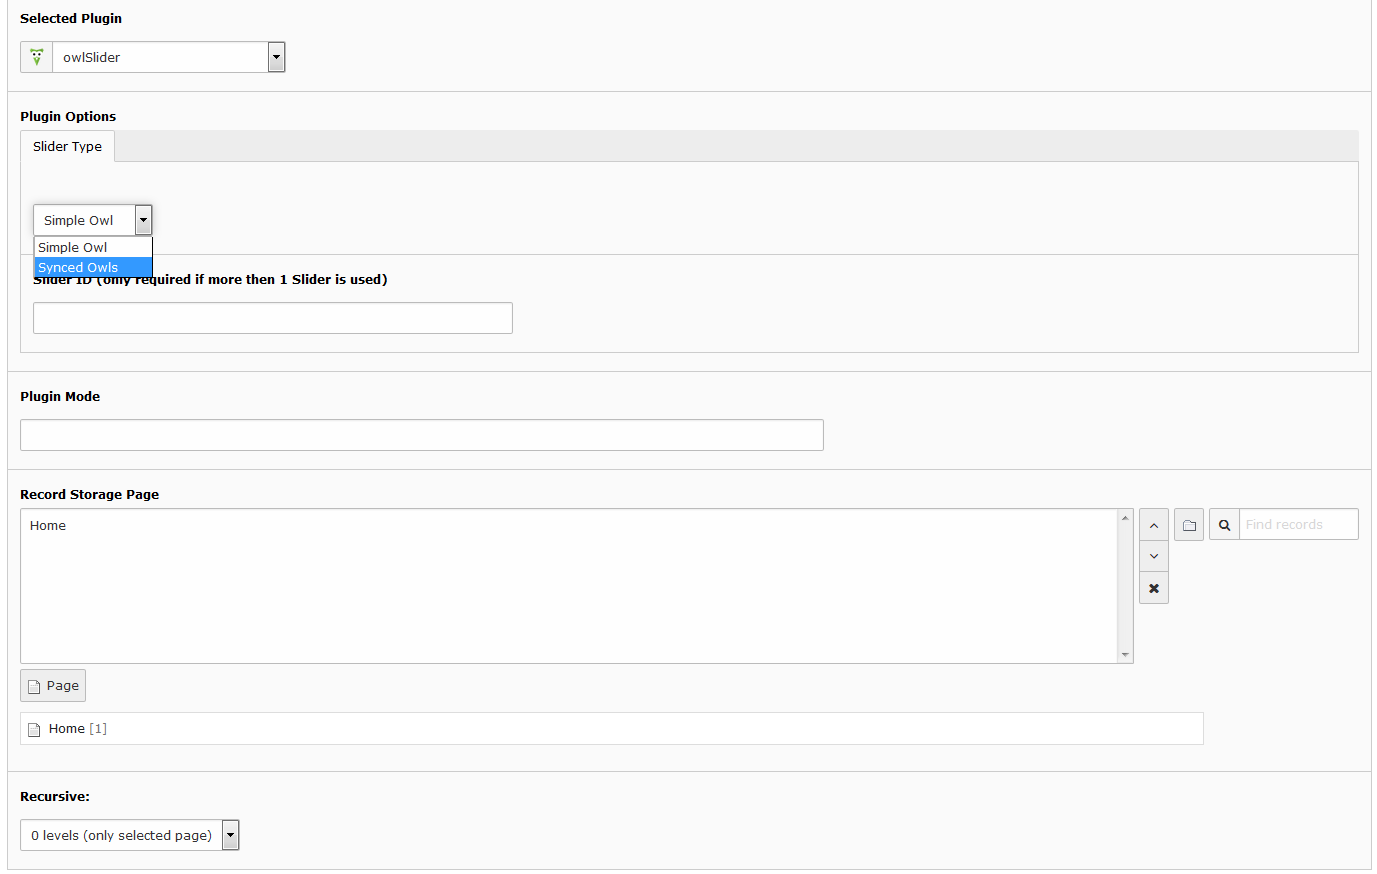 Selected Plugin
owlSlider
Plugin Options
Slider Type
Simple Owl
Simple Owl
Synced Owls
Slider ID (only required if more then 1 Slider is used)
Plugin Mode
Record Storage Page
Home
Find records
Page
Home [1]
Recursive:
0 levels (only selected page)